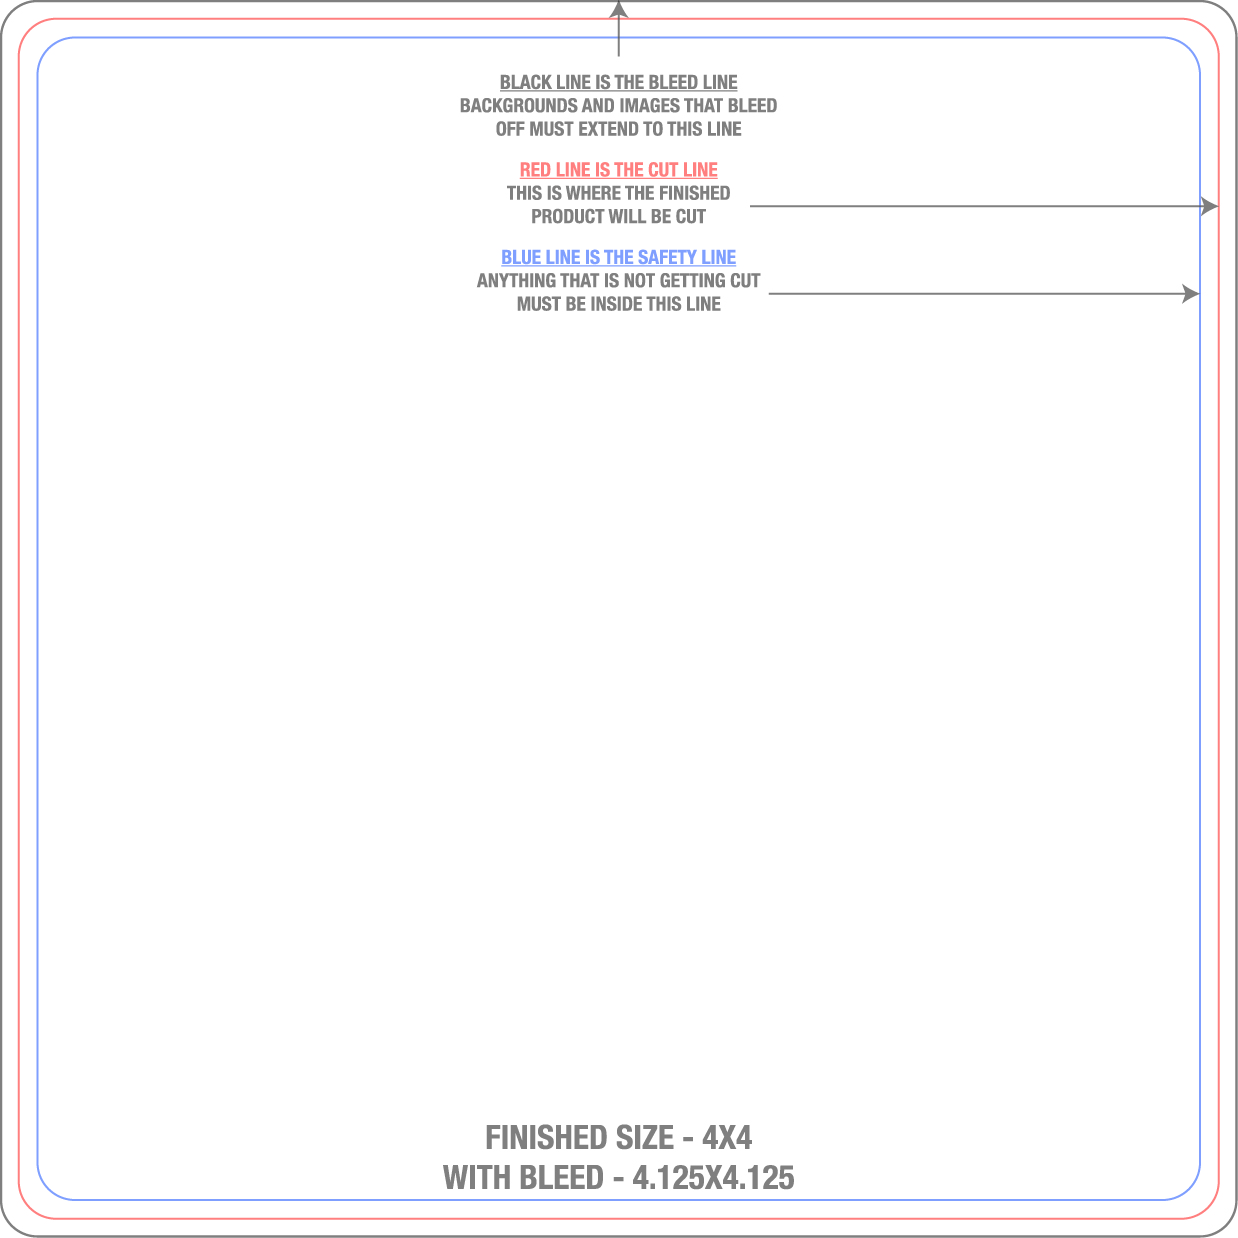 BLACK LINE IS THE BLEED LINE
BACKGROUNDS AND IMAGES THAT BLEED
OFF MUST EXTEND TO THIS LINE
RED LINE IS THE CUT LINE
THIS IS WHERE THE FINISHED
PRODUCT WILL BE CUT
BLUE LINE IS THE SAFETY LINE
ANYTHING THAT IS NOT GETTING CUT
MUST BE INSIDE THIS LINE
FINISHED SIZE - 4X4
WITH BLEED - 4.125X4.125